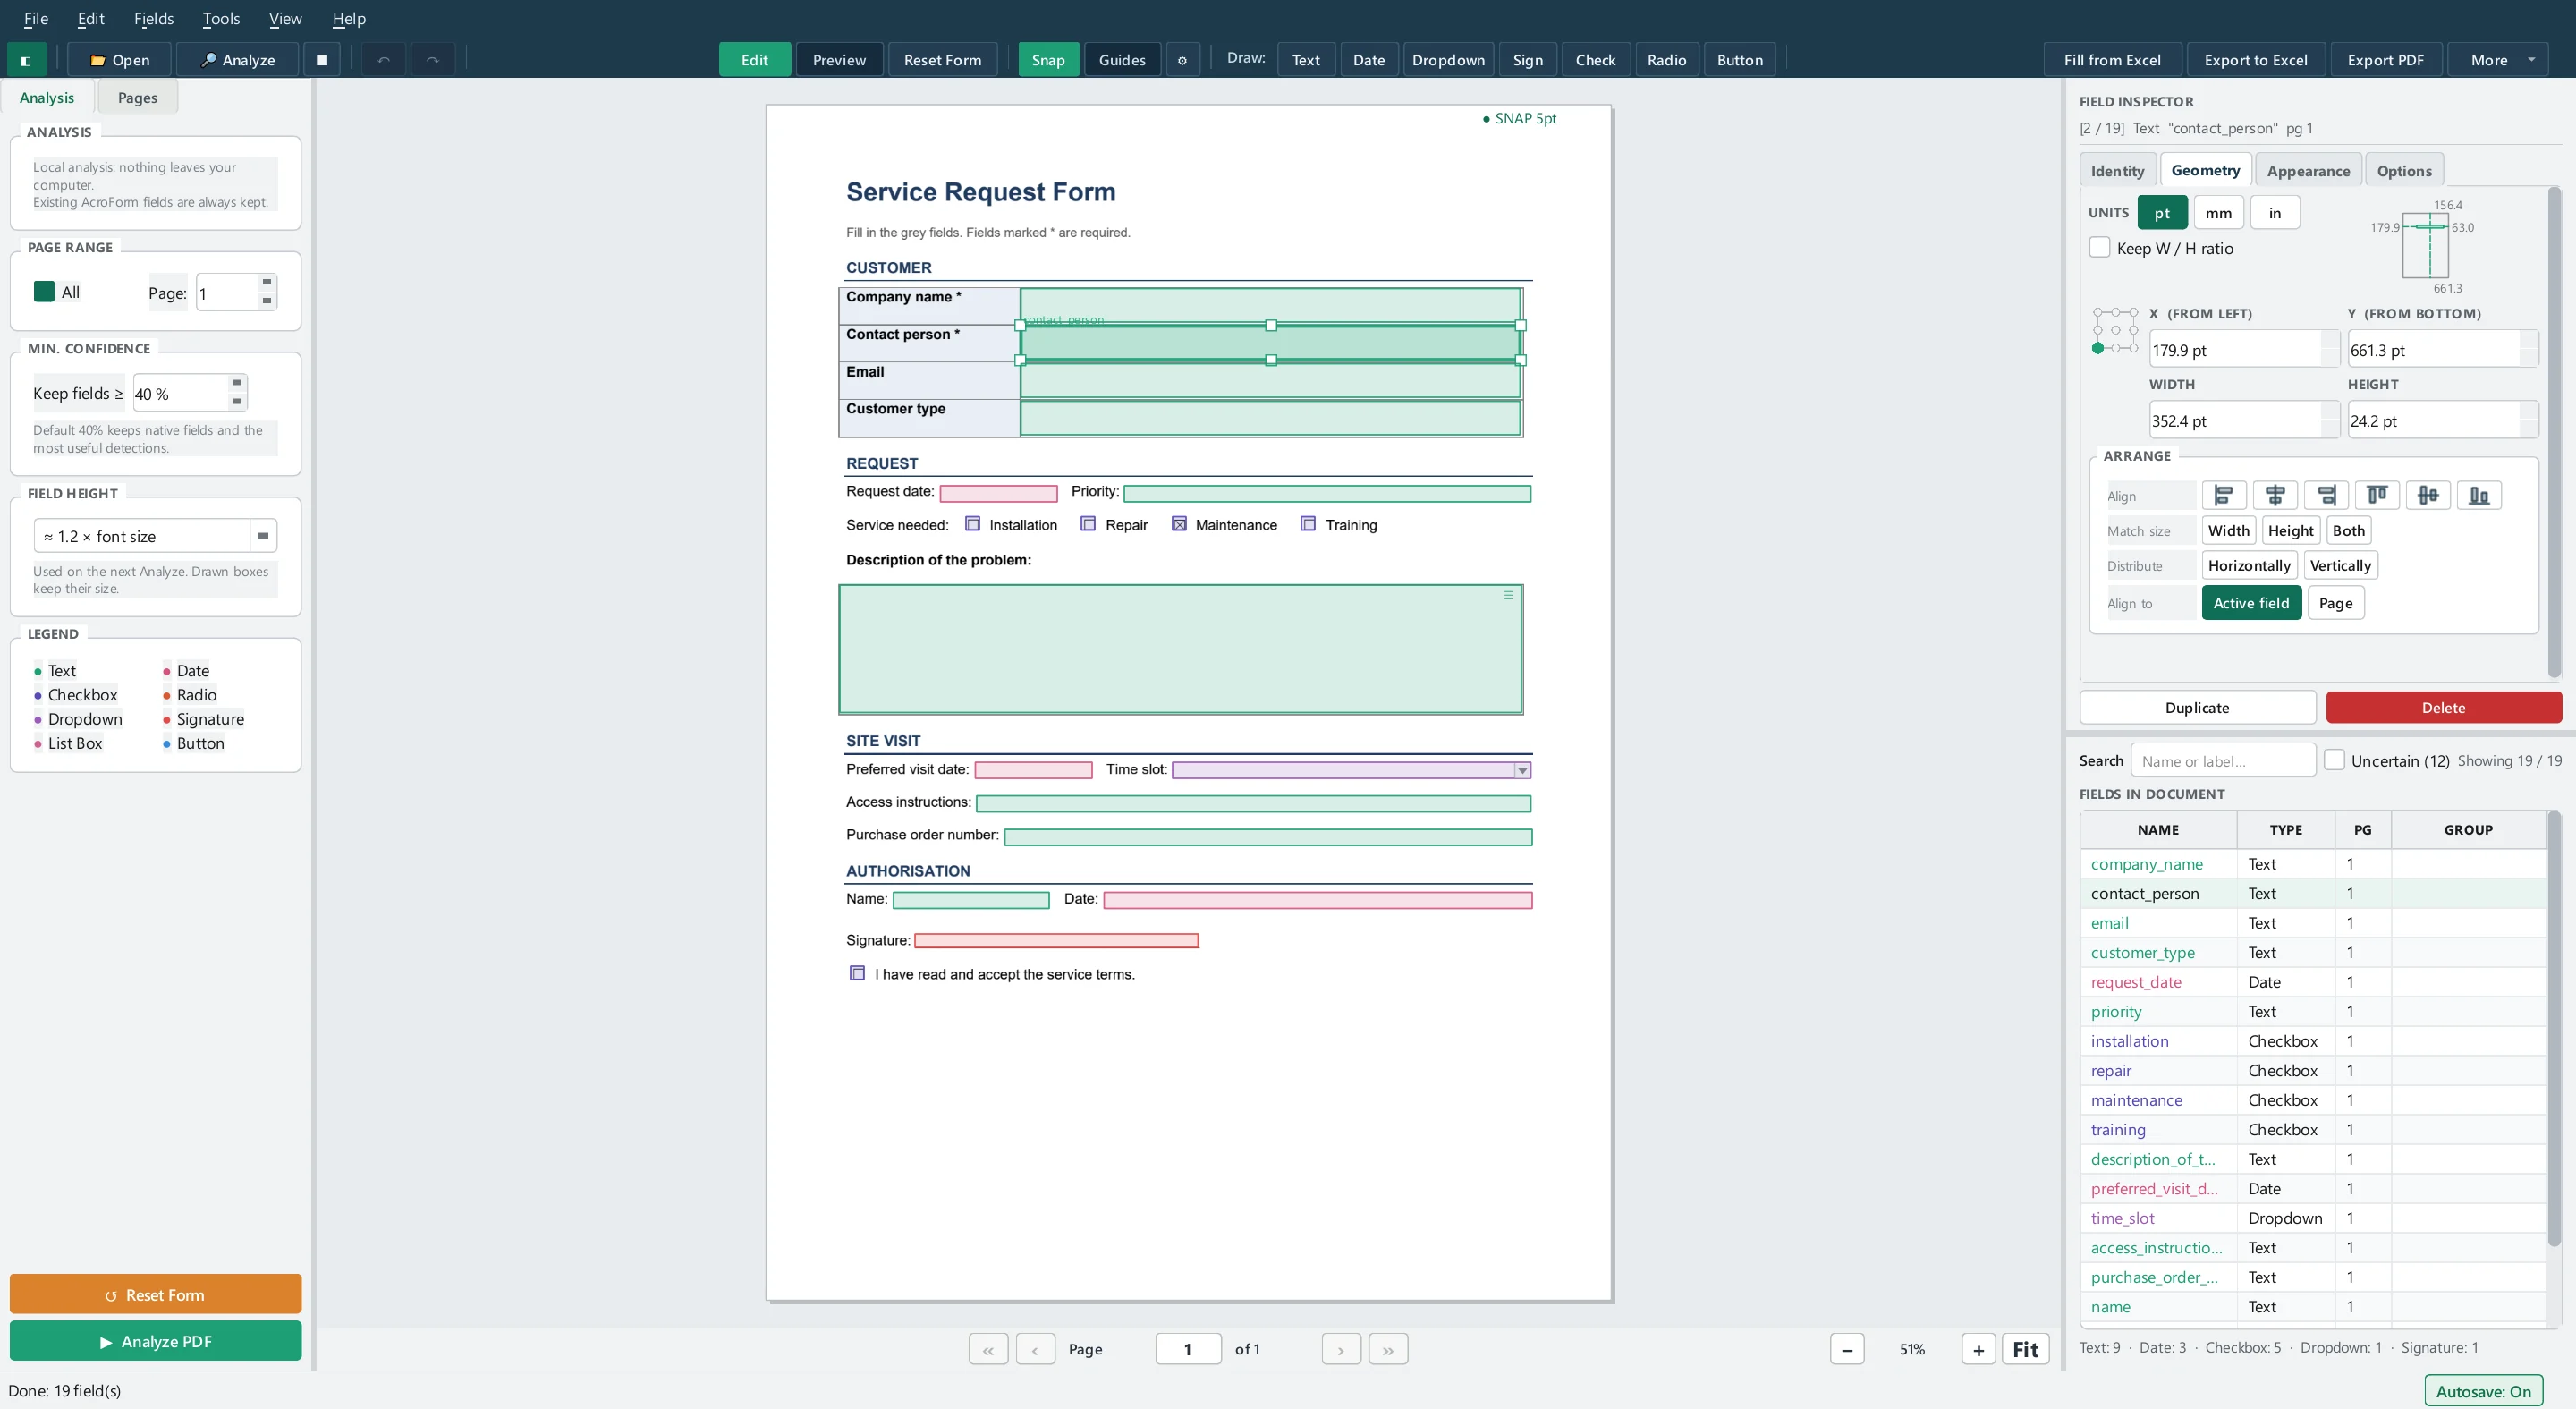 File Edit Fields Tools View Help
Open Analyze Edit Preview Reset Form Snap Guides Draw: Text Date Dropdown Sign Check Radio Button Fill from Excel Export to Excel Export PDF More
Analysis Pages
ANALYSIS
Local analysis: nothing leaves your
computer.
Existing AcroForm fields are always kept.
PAGE RANGE
All Page: 1
MIN. CONFIDENCE
Keep fields ≥ 40 %
Default 40% keeps native fields and the
most useful detections.
FIELD HEIGHT
≈ 1.2 × font size
Used on the next Analyze. Drawn boxes
keep their size.
LEGEND
Text Date
Checkbox Radio
Dropdown Signature
List Box Button
Reset Form
Analyze PDF
Done: 19 field(s)
● SNAP 5pt
Service Request Form
Fill in the grey fields. Fields marked * are required.
CUSTOMER
Company name *
contact_person
Contact person *
Email
Customer type
REQUEST
Request date: Priority:
Service needed: Installation Repair Maintenance Training
Description of the problem:
SITE VISIT
Preferred visit date: Time slot:
Access instructions:
Purchase order number:
AUTHORISATION
Name: Date:
Signature:
I have read and accept the service terms.
« ‹ Page 1 of 1 › »
− 51% + Fit
FIELD INSPECTOR
[2 / 19] Text "contact_person" pg 1
Identity Geometry Appearance Options
UNITS pt mm in
Keep W / H ratio
156.4
179.9 63.0
661.3
X (FROM LEFT) Y (FROM BOTTOM)
179.9 pt 661.3 pt
WIDTH HEIGHT
352.4 pt 24.2 pt
ARRANGE
Align
Match size Width Height Both
Distribute Horizontally Vertically
Align to Active field Page
Duplicate Delete
Search Name or label... Uncertain (12) Showing 19 / 19
FIELDS IN DOCUMENT
NAME TYPE PG GROUP
company_name Text 1
contact_person Text 1
email Text 1
customer_type Text 1
request_date Date 1
priority Text 1
installation Checkbox 1
repair Checkbox 1
maintenance Checkbox 1
training Checkbox 1
description_of_t... Text 1
preferred_visit_d... Date 1
time_slot Dropdown 1
access_instructio... Text 1
purchase_order_... Text 1
name Text 1
Text: 9 · Date: 3 · Checkbox: 5 · Dropdown: 1 · Signature: 1
Autosave: On